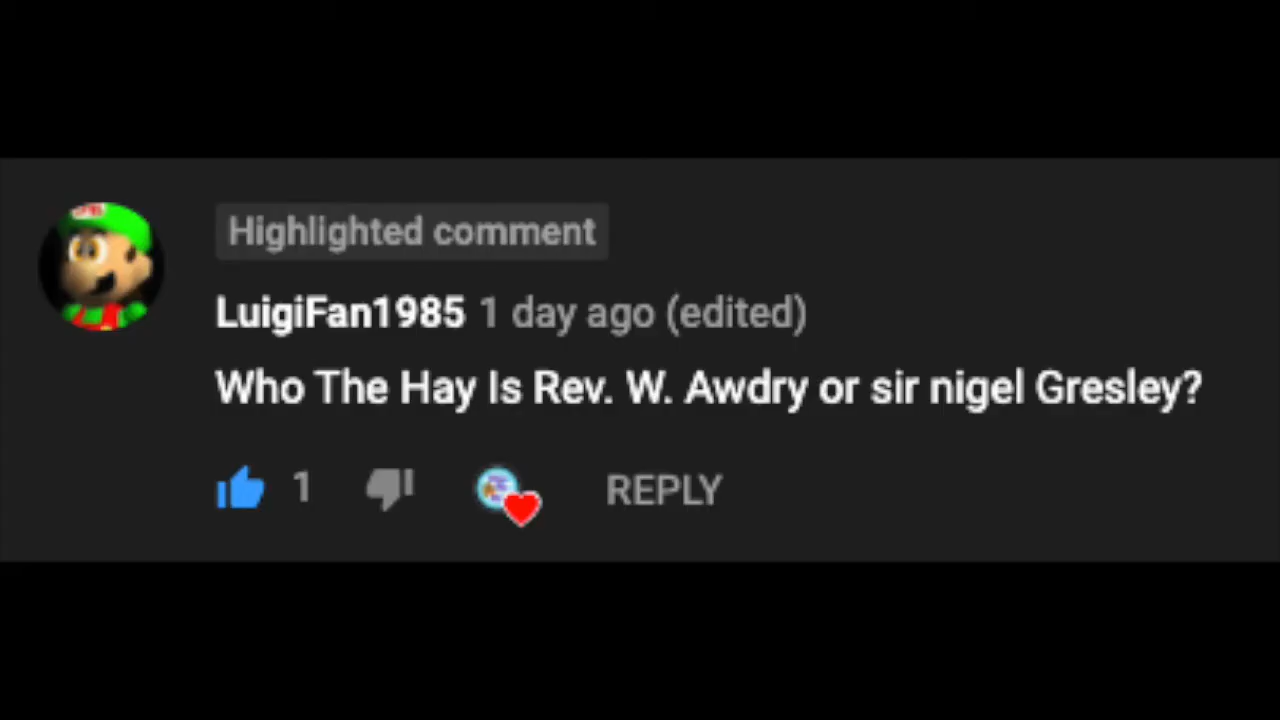 Highlighted comment
LuigiFan1985 1 day ago (edited)
Who The Hay Is Rev. W. Awdry or sir nigel Gresley?
1 REPLY